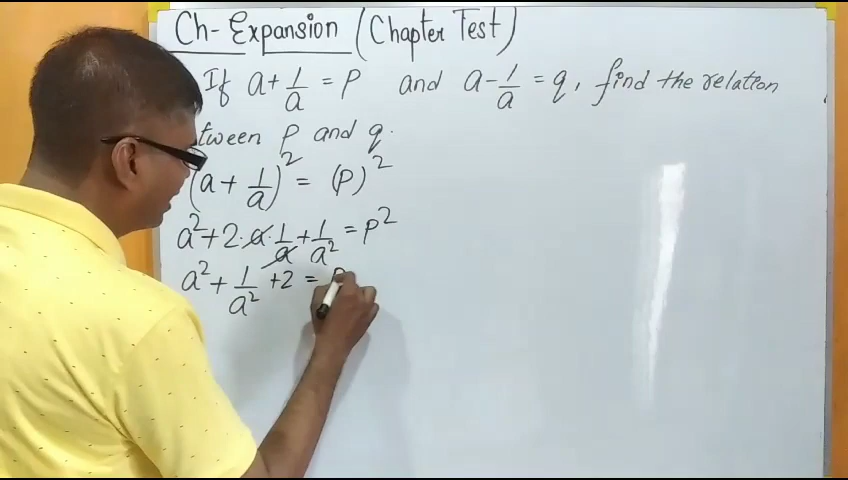 Ch- Expansion (Chapter Test)
If a + 1/a = P and a - 1/a = q, find the relation
tween P and q.
(a + 1/a)² = (P)²
a² + 2·a·1/a + 1/a² = P²
a² + 1/a² + 2 = P